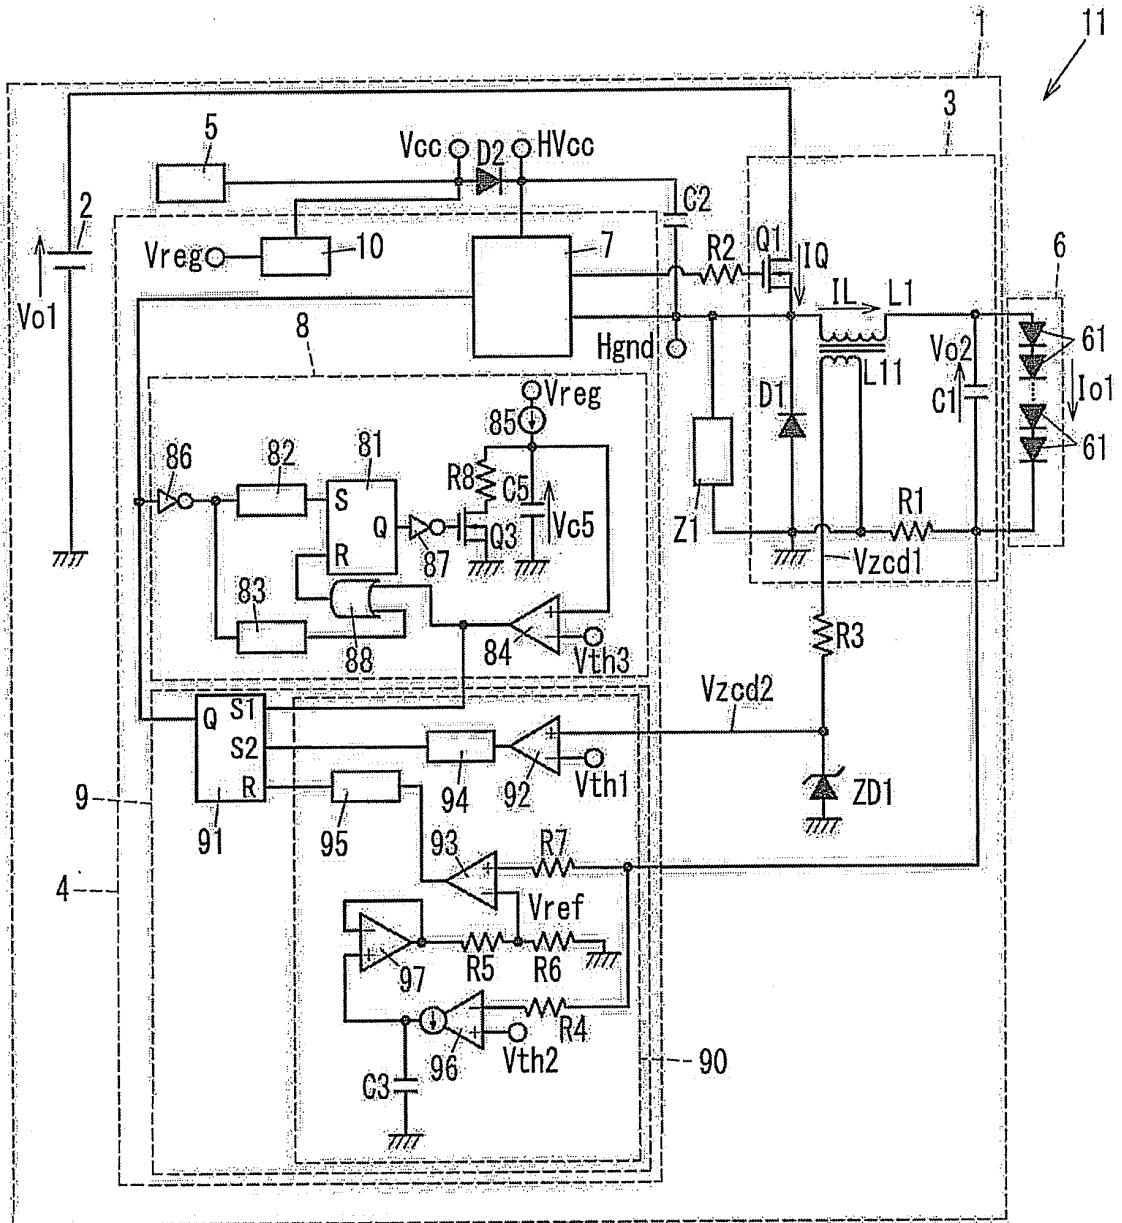 1
11
3
5
Vcc
D2
HVcc
C2
2
10
7
R2
Q1
IQ
6
Vreg
Vo1
IL
L1
8
Hgnd
Vo2
61
L11
Io1
Vreg
D1
C1
85
86
82
81
R8
C5
61
S
Q
Q3
Vc5
Z1
R1
R
87
Vzcd1
83
88
+
−
84
Vth3
R3
Q
S1
Vzcd2
S2
+
−
R
94
92
Vth1
ZD1
9
91
95
93
R7
4
+
−
Vref
−
+
97
R5
R6
−
+
R4
96
Vth2
90
C3